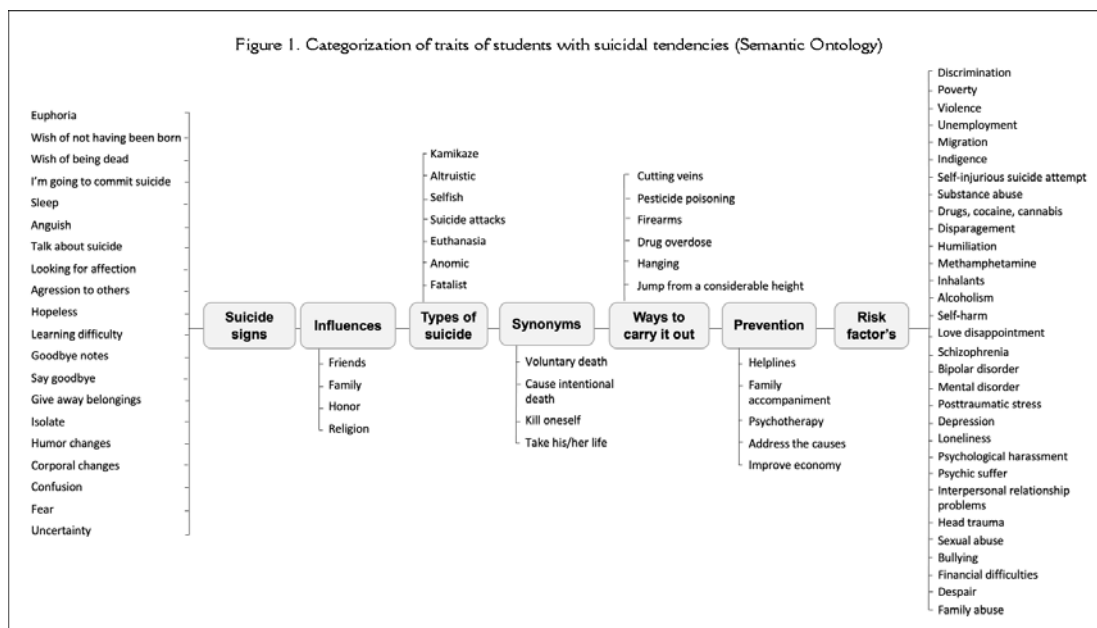 Figure 1. Categorization of traits of students with suicidal tendencies (Semantic Ontology)
Euphoria
Wish of not having been born
Wish of being dead
I'm going to commit suicide
Sleep
Anguish
Talk about suicide
Looking for affection
Agression to others
Hopeless
Learning difficulty
Goodbye notes
Say goodbye
Give away belongings
Isolate
Humor changes
Corporal changes
Confusion
Fear
Uncertainty
Suicide
signs
Influences
Friends
Family
Honor
Religion
Kamikaze
Altruistic
Selfish
Suicide attacks
Euthanasia
Anomic
Fatalist
Types of
suicide
Synonyms
Voluntary death
Cause intentional
death
Kill oneself
Take his/her life
Cutting veins
Pesticide poisoning
Firearms
Drug overdose
Hanging
Jump from a considerable height
Ways to
carry it out
Prevention
Helplines
Family
accompaniment
Psychotherapy
Address the causes
Improve economy
Risk
factor's
Discrimination
Poverty
Violence
Unemployment
Migration
Indigence
Self-injurious suicide attempt
Substance abuse
Drugs, cocaine, cannabis
Disparagement
Humiliation
Methamphetamine
Inhalants
Alcoholism
Self-harm
Love disappointment
Schizophrenia
Bipolar disorder
Mental disorder
Posttraumatic stress
Depression
Loneliness
Psychological harassment
Psychic suffer
Interpersonal relationship
problems
Head trauma
Sexual abuse
Bullying
Financial difficulties
Despair
Family abuse